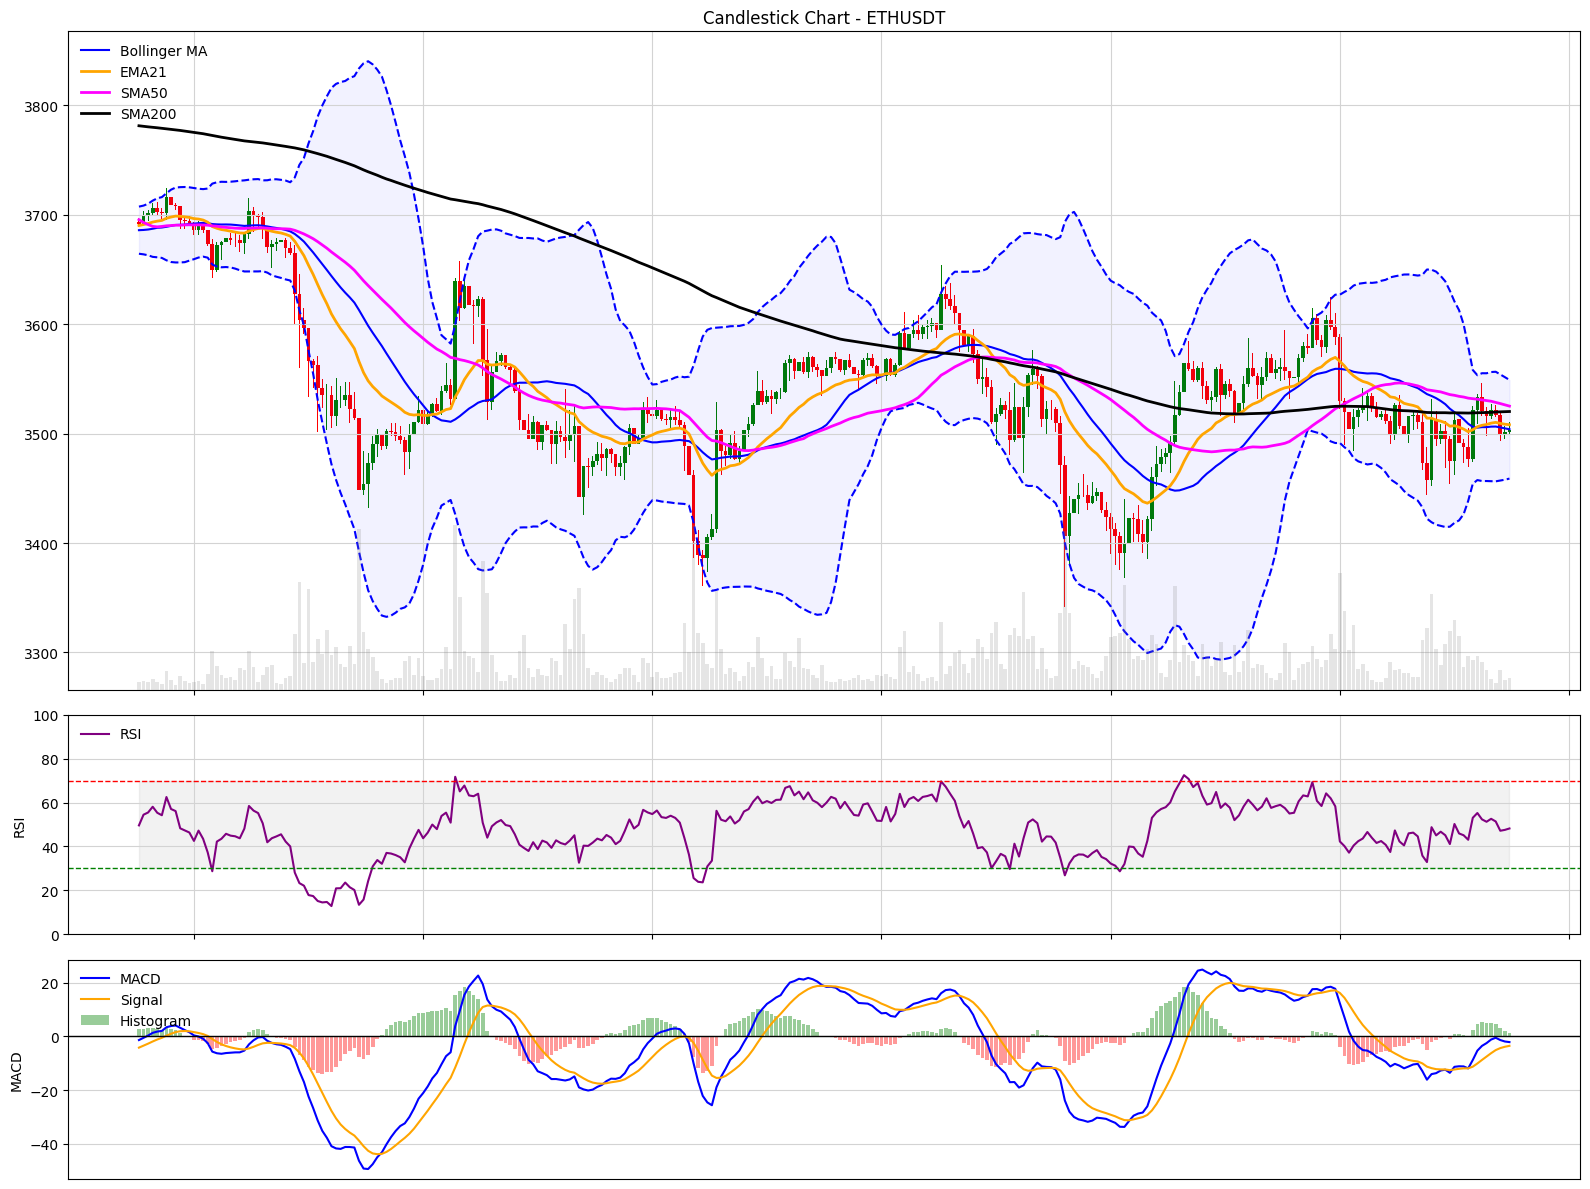 Candlestick Chart - ETHUSDT
Bollinger MA
EMA21
SMA50
SMA200
3800
3700
3600
3500
3400
3300
RSI
100
80
60
40
20
0
RSI
MACD
Signal
Histogram
20
0
−20
−40
MACD